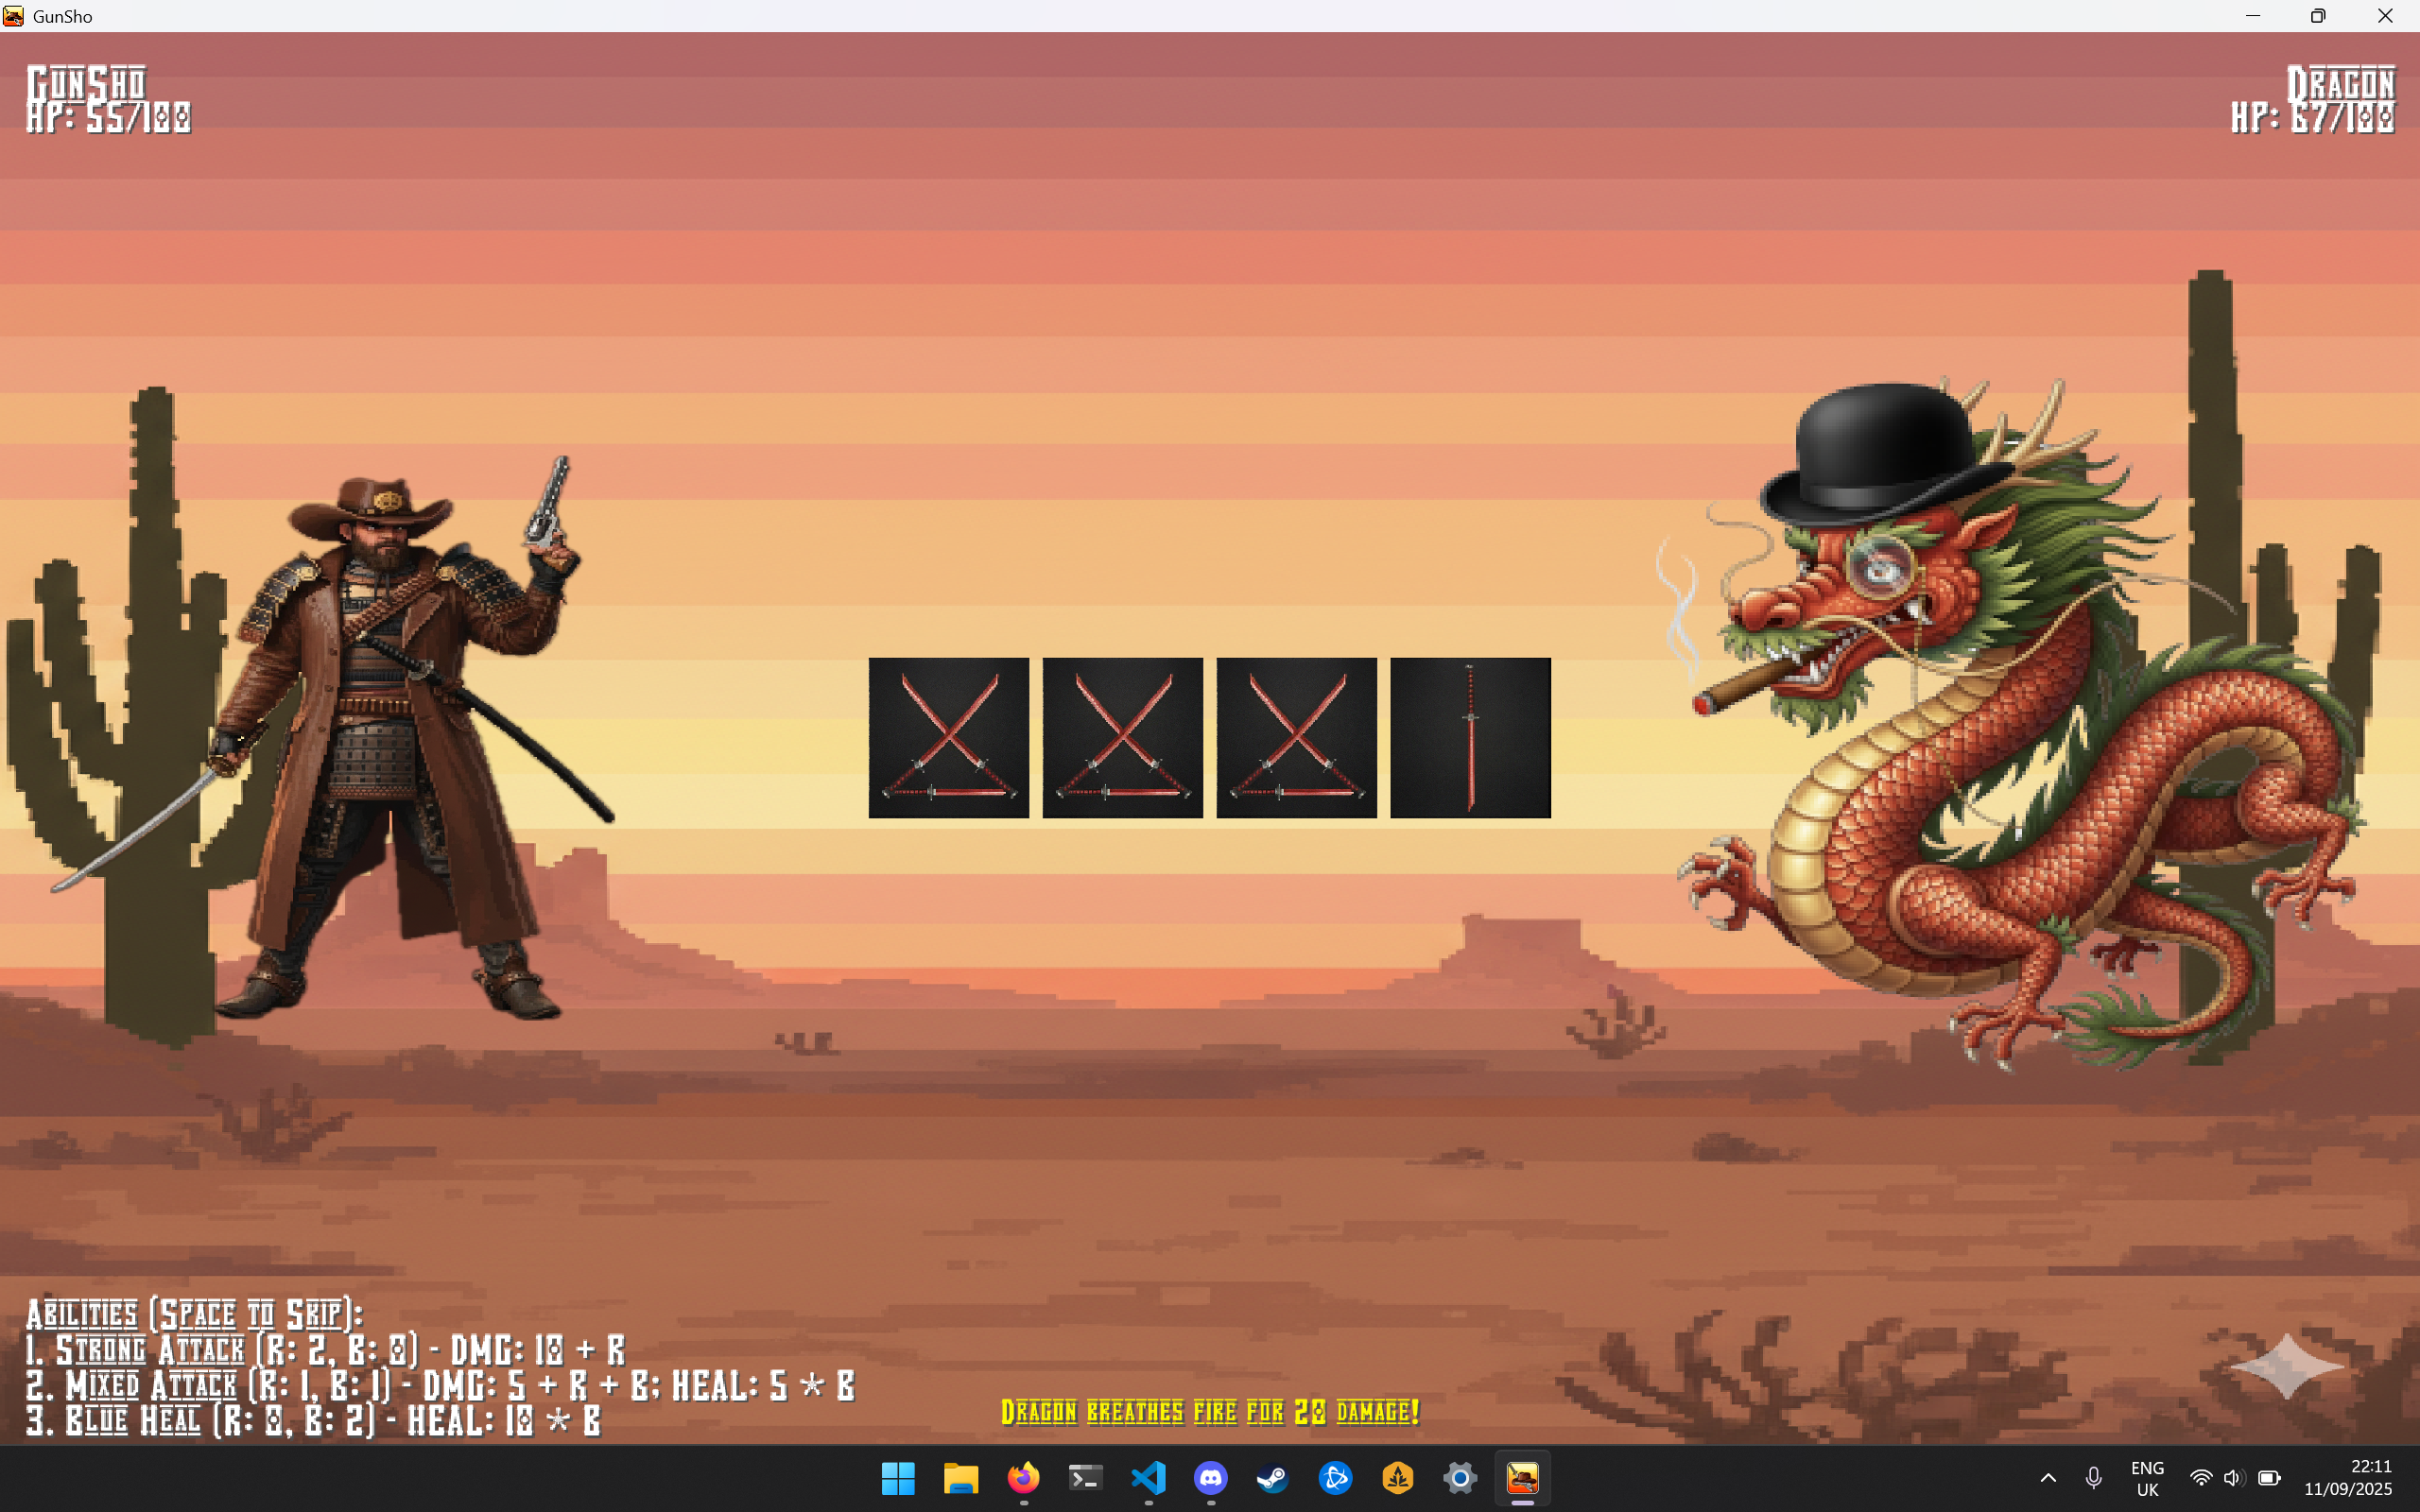 GunSho
GunSho
HP: 55/100
Dragon
HP: 67/100
Abilities (Space to Skip):
1. Strong Attack (R: 2, B: 0) - DMG: 10 + R
2. Mixed Attack (R: 1, B: 1) - DMG: 5 + R + B; HEAL: 5 * B
3. Blue Heal (R: 0, B: 2) - HEAL: 10 * B
Dragon breathes fire for 20 damage!
ENG
UK
22:11
11/09/2025